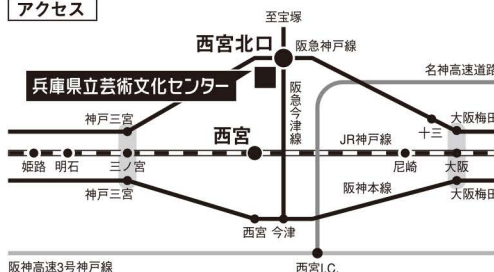 アクセス
至宝塚
西宮北口
阪急神戸線
兵庫県立芸術文化センター
名神高速道路
阪急今津線
神戸三宮
西宮
JR神戸線
十三
大阪梅田
姫路
明石
三ノ宮
尼崎
大阪
神戸三宮
阪神本線
大阪梅田
西宮
今津
阪神高速3号神戸線
西宮I.C.